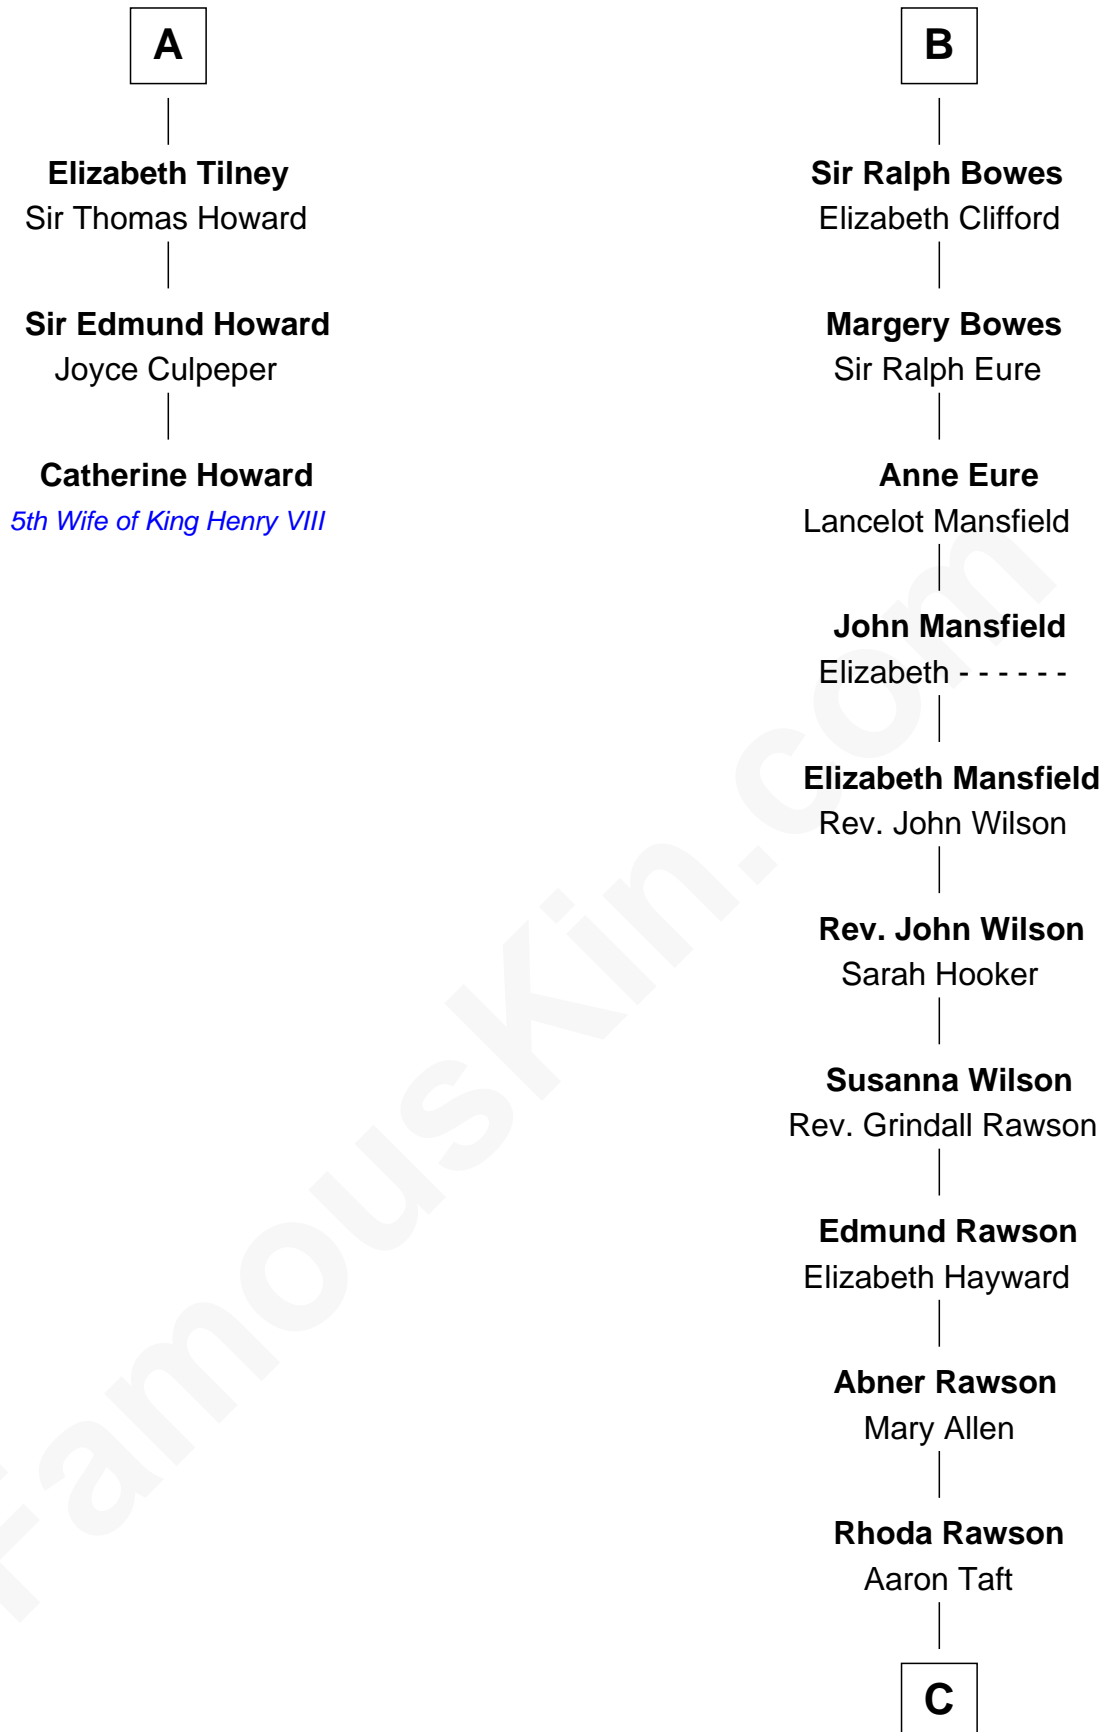 A
Elizabeth Tilney
Sir Thomas Howard
Sir Edmund Howard
Joyce Culpeper
Catherine Howard
5th Wife of King Henry VIII
B
Sir Ralph Bowes
Elizabeth Clifford
Margery Bowes
Sir Ralph Eure
Anne Eure
Lancelot Mansfield
John Mansfield
Elizabeth - - - - - -
Elizabeth Mansfield
Rev. John Wilson
Rev. John Wilson
Sarah Hooker
Susanna Wilson
Rev. Grindall Rawson
Edmund Rawson
Elizabeth Hayward
Abner Rawson
Mary Allen
Rhoda Rawson
Aaron Taft
C
FamousKin.com